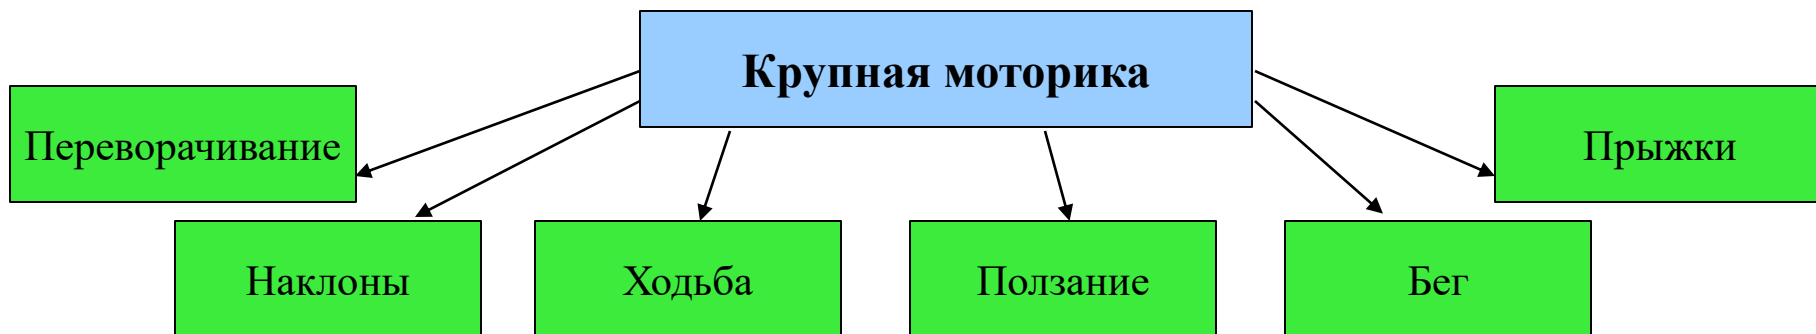 Крупная моторика
Переворачивание
Прыжки
Наклоны
Ходьба
Ползание
Бег